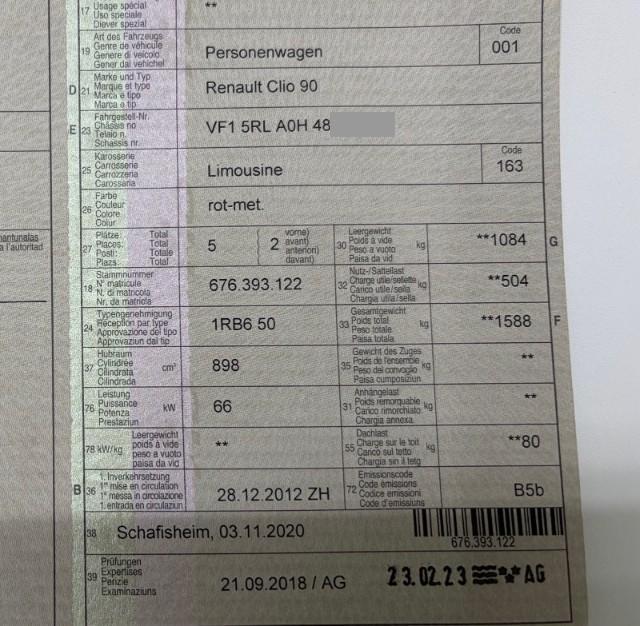 17 Usage spécial
Uso speciale
Diever spezial
**
19 Art des Fahrzeugs
Genre de véhicule
Genere di veicolo
Gener dal vehichel
Personenwagen
Code
001
D 21 Marke und Typ
Marque et type
Marca e tipo
Marca e tip
Renault Clio 90
E 23 Fahrgestell-Nr.
Châssis no
Telaio n.
Schassis nr.
VF1 5RL A0H 48
25 Karosserie
Carrosserie
Carrozzeria
Carossaria
Limousine
Code
163
26 Farbe
Couleur
Colore
Colur
rot-met.
27 Plätze: Total
Places: Total
Posti: Totale
Plazs: Total
5
2
vorne)
avant)
anteriori)
davant)
30 Leergewicht
Poids à vide
Peso a vuoto
Paisa da vid
kg
**1084
G
18 Stammnummer
N° matricule
N. di matricola
Nr. da matricla
676.393.122
32 Nutz-/Sattellast
Charge utile/sellette
Carico utile/sella
Chargia utila/sella
kg
**504
24 Typengenehmigung
Réception par type
Approvazione del tipo
Approvaziun dal tip
1RB6 50
33 Gesamtgewicht
Poids total
Peso totale
Paisa totala
kg
**1588
F
37 Hubraum
Cylindrée
Cilindrata
Cilindrada
cm³
898
35 Gewicht des Zuges
Poids de l'ensemble
Peso del convoglio
Paisa cumposiziun
kg
**
76 Leistung
Puissance
Potenza
Prestaziun
kW
66
31 Anhängelast
Poids remorquable
Carico rimorchiato
Chargia annexa
kg
**
78 kW/kg
Leergewicht
poids à vide
peso a vuoto
paisa da vid
**
55 Dachlast
Charge sur le toit
Carico sul tetto
Chargia sin il tetg
kg
**80
B 36 1. Inverkehrsetzung
1re mise en circulation
1a messa in circolazione
1. entrada en circulaziun
28.12.2012 ZH
72 Emissionscode
Code émissions
Codice emissioni
Code d'emissiuns
B5b
38 Schafisheim, 03.11.2020
676.393.122
39 Prüfungen
Expertises
Perizie
Examinaziuns
21.09.2018 / AG
23.02.23 AG